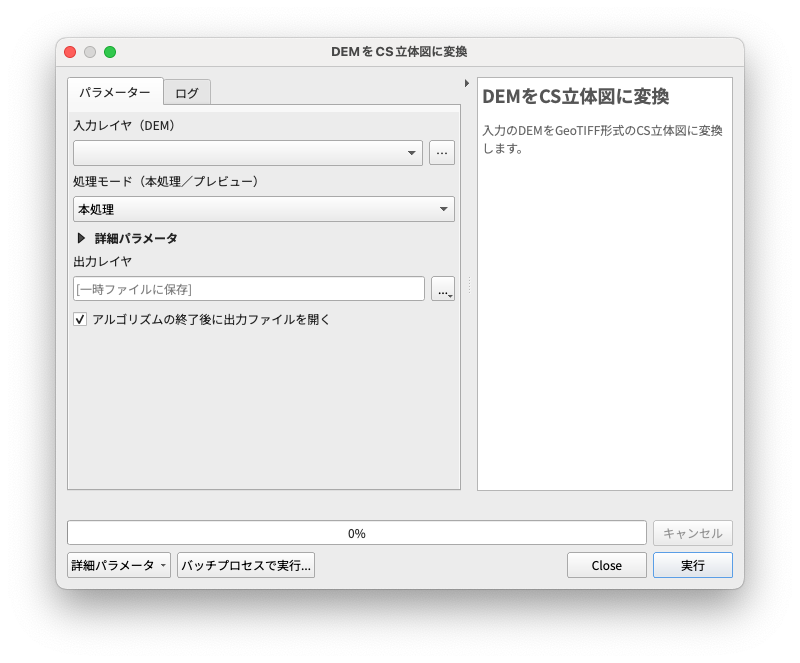 DEMをCS立体図に変換
パラメーター
ログ
入力レイヤ（DEM）
…
処理モード（本処理／プレビュー）
本処理
詳細パラメータ
出力レイヤ
[一時ファイルに保存]
…
アルゴリズムの終了後に出力ファイルを開く
DEMをCS立体図に変換
入力のDEMをGeoTIFF形式のCS立体図に変換
します。
0%
キャンセル
詳細パラメータ
バッチプロセスで実行...
Close
実行